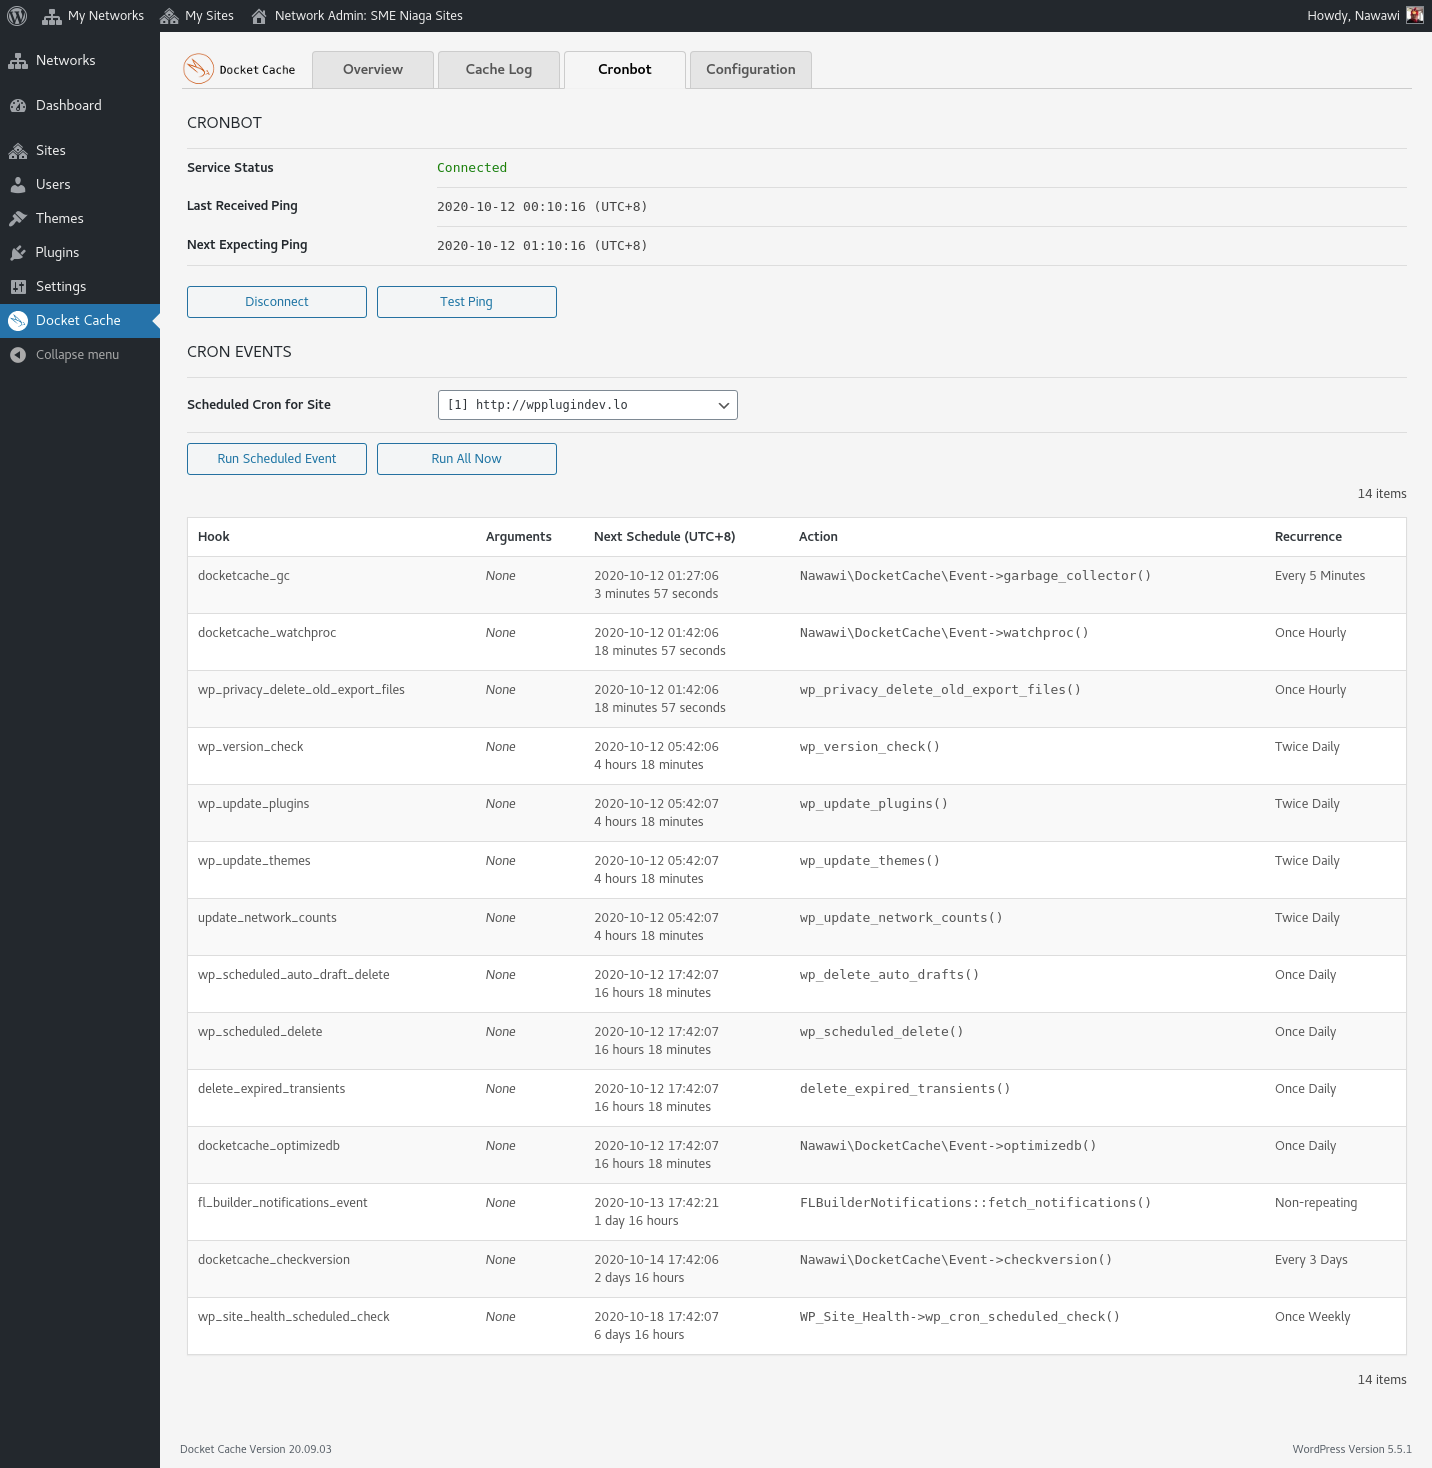 My Networks My Sites Network Admin: SME Niaga Sites Howdy, Nawawi
Networks
Dashboard
Sites
Users
Themes
Plugins
Settings
Docket Cache
Collapse menu
Docket Cache Overview Cache Log Cronbot Configuration
CRONBOT
Service Status Connected
Last Received Ping 2020-10-12 00:10:16 (UTC+8)
Next Expecting Ping 2020-10-12 01:10:16 (UTC+8)
Disconnect Test Ping
CRON EVENTS
Scheduled Cron for Site [1] http://wpplugindev.lo
Run Scheduled Event Run All Now
14 items
Hook Arguments Next Schedule (UTC+8) Action Recurrence
docketcache_gc None 2020-10-12 01:27:06 Nawawi\DocketCache\Event->garbage_collector() Every 5 Minutes
3 minutes 57 seconds
docketcache_watchproc None 2020-10-12 01:42:06 Nawawi\DocketCache\Event->watchproc() Once Hourly
18 minutes 57 seconds
wp_privacy_delete_old_export_files None 2020-10-12 01:42:06 wp_privacy_delete_old_export_files() Once Hourly
18 minutes 57 seconds
wp_version_check None 2020-10-12 05:42:06 wp_version_check() Twice Daily
4 hours 18 minutes
wp_update_plugins None 2020-10-12 05:42:07 wp_update_plugins() Twice Daily
4 hours 18 minutes
wp_update_themes None 2020-10-12 05:42:07 wp_update_themes() Twice Daily
4 hours 18 minutes
update_network_counts None 2020-10-12 05:42:07 wp_update_network_counts() Twice Daily
4 hours 18 minutes
wp_scheduled_auto_draft_delete None 2020-10-12 17:42:07 wp_delete_auto_drafts() Once Daily
16 hours 18 minutes
wp_scheduled_delete None 2020-10-12 17:42:07 wp_scheduled_delete() Once Daily
16 hours 18 minutes
delete_expired_transients None 2020-10-12 17:42:07 delete_expired_transients() Once Daily
16 hours 18 minutes
docketcache_optimizedb None 2020-10-12 17:42:07 Nawawi\DocketCache\Event->optimizedb() Once Daily
16 hours 18 minutes
fl_builder_notifications_event None 2020-10-13 17:42:21 FLBuilderNotifications::fetch_notifications() Non-repeating
1 day 16 hours
docketcache_checkversion None 2020-10-14 17:42:06 Nawawi\DocketCache\Event->checkversion() Every 3 Days
2 days 16 hours
wp_site_health_scheduled_check None 2020-10-18 17:42:07 WP_Site_Health->wp_cron_scheduled_check() Once Weekly
6 days 16 hours
14 items
Docket Cache Version 20.09.03 WordPress Version 5.5.1